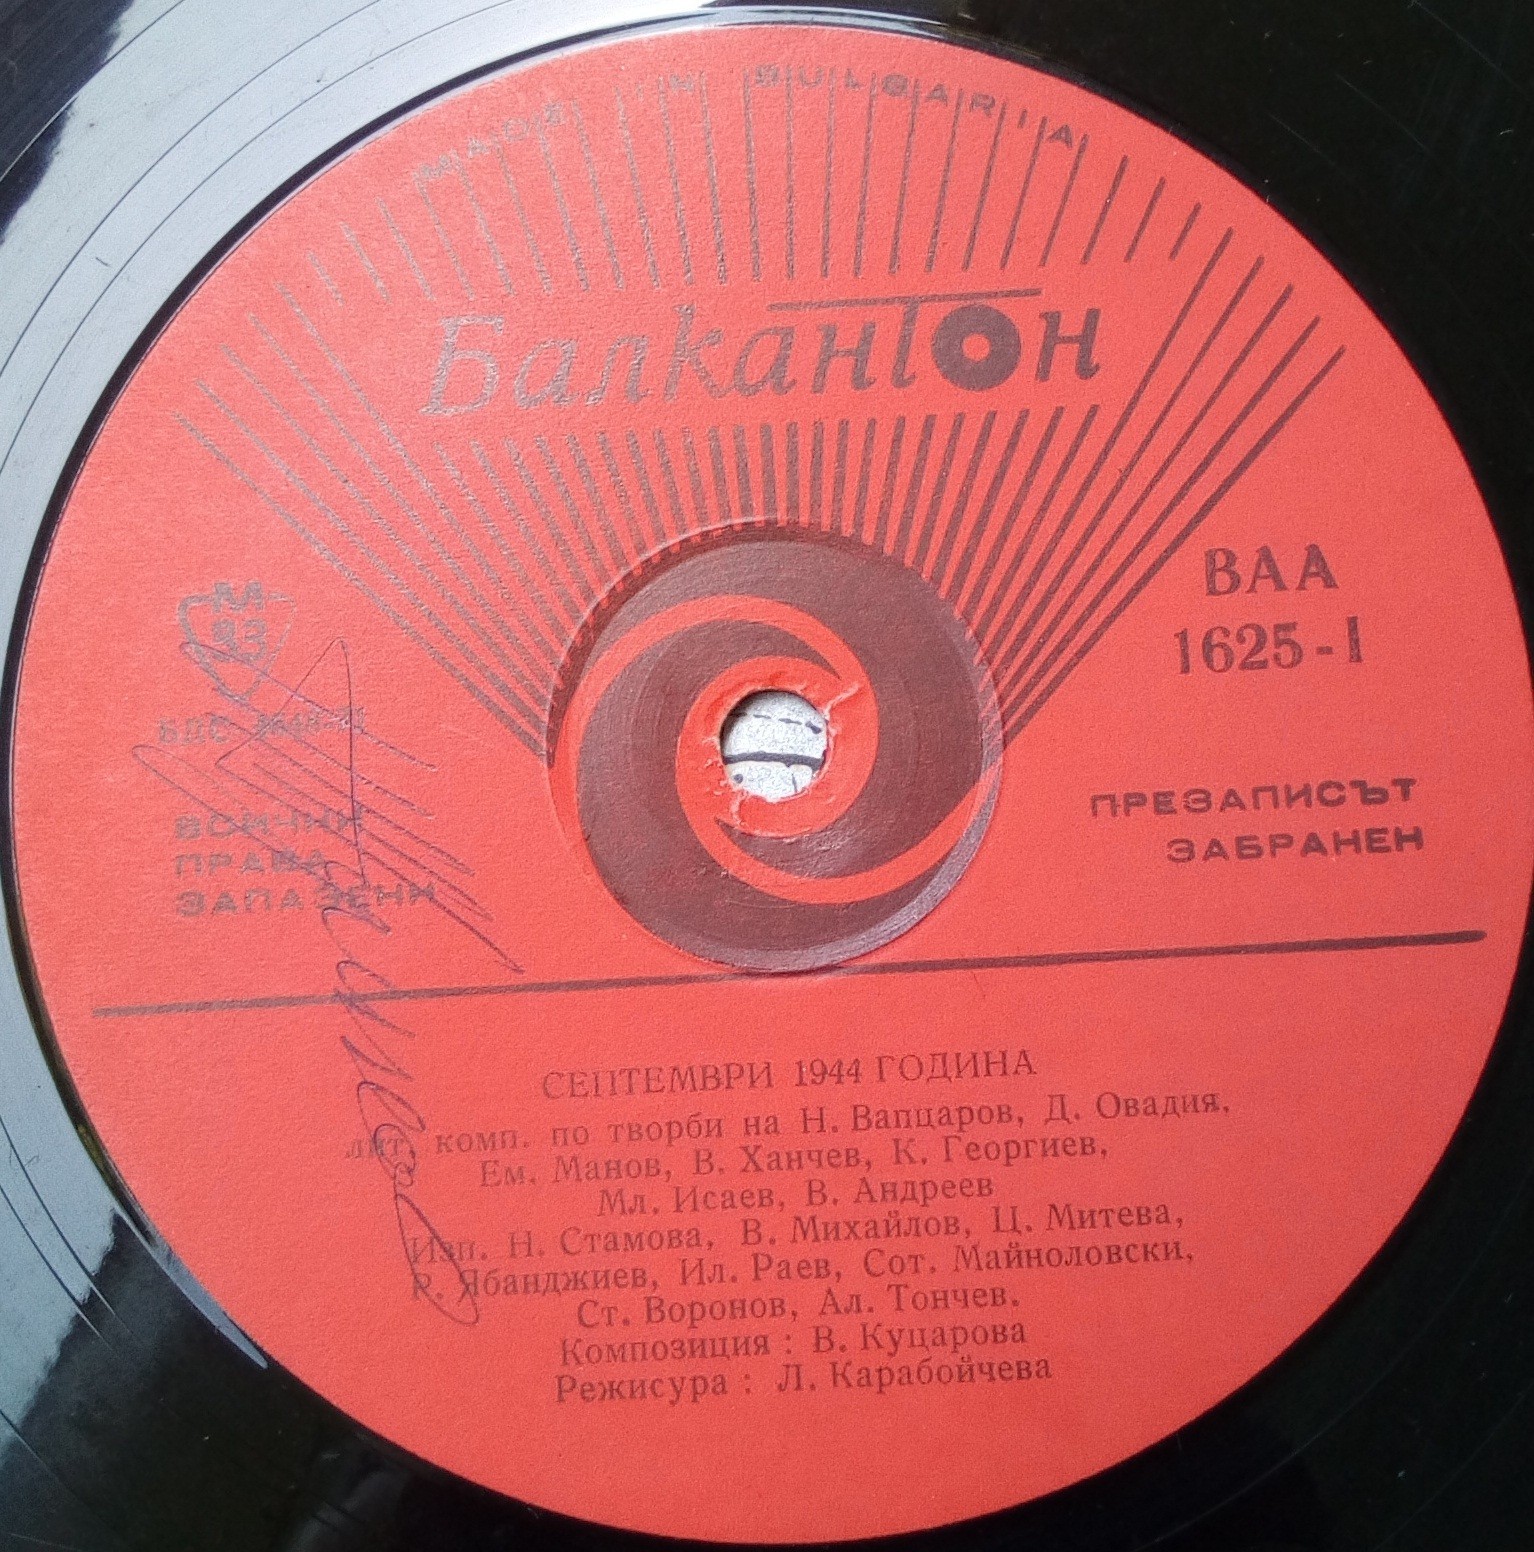 MADE IN BULGARIA
Балкантон
ВАА
1625-I
М
ВСИЧКИ
ПРАВА
ЗАПАЗЕНИ
ПРЕЗАПИСЪТ
ЗАБРАНЕН
СЕПТЕМВРИ 1944 ГОДИНА
лит. комп. по творби на Н. Вапцаров, Д. Овадия,
Ем. Манов, В. Ханчев, К. Георгиев,
Мл. Исаев, В. Андреев
Изп. Н. Стамова, В. Михайлов, Ц. Митева,
Р. Ябанджиев, Ил. Раев, Сот. Майноловски,
Ст. Воронов, Ал. Тончев.
Композиция : В. Куцарова
Режисура : Л. Карабойчева